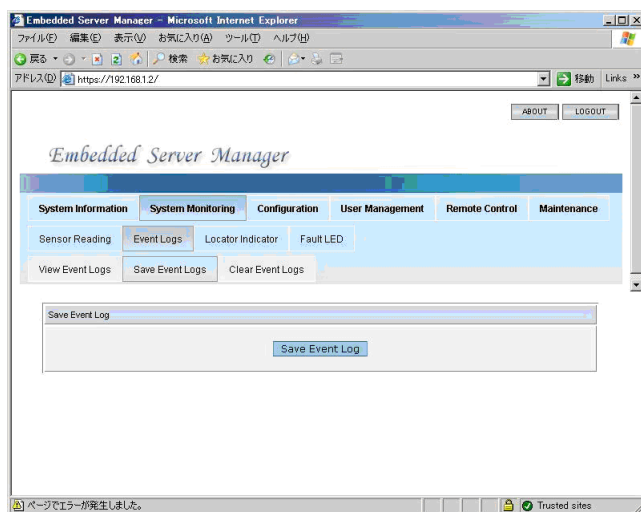 Embedded Server Manager - Microsoft Internet Explorer
ファイル(F) 編集(E) 表示(V) お気に入り(A) ツール(T) ヘルプ(H)
戻る 検索 お気に入り
アドレス(D) https://192.168.1.2/ 移動 Links »
ABOUT LOGOUT
Embedded Server Manager
System Information System Monitoring Configuration User Management Remote Control Maintenance
Sensor Reading Event Logs Locator Indicator Fault LED
View Event Logs Save Event Logs Clear Event Logs
Save Event Log
Save Event Log
ページでエラーが発生しました。 Trusted sites